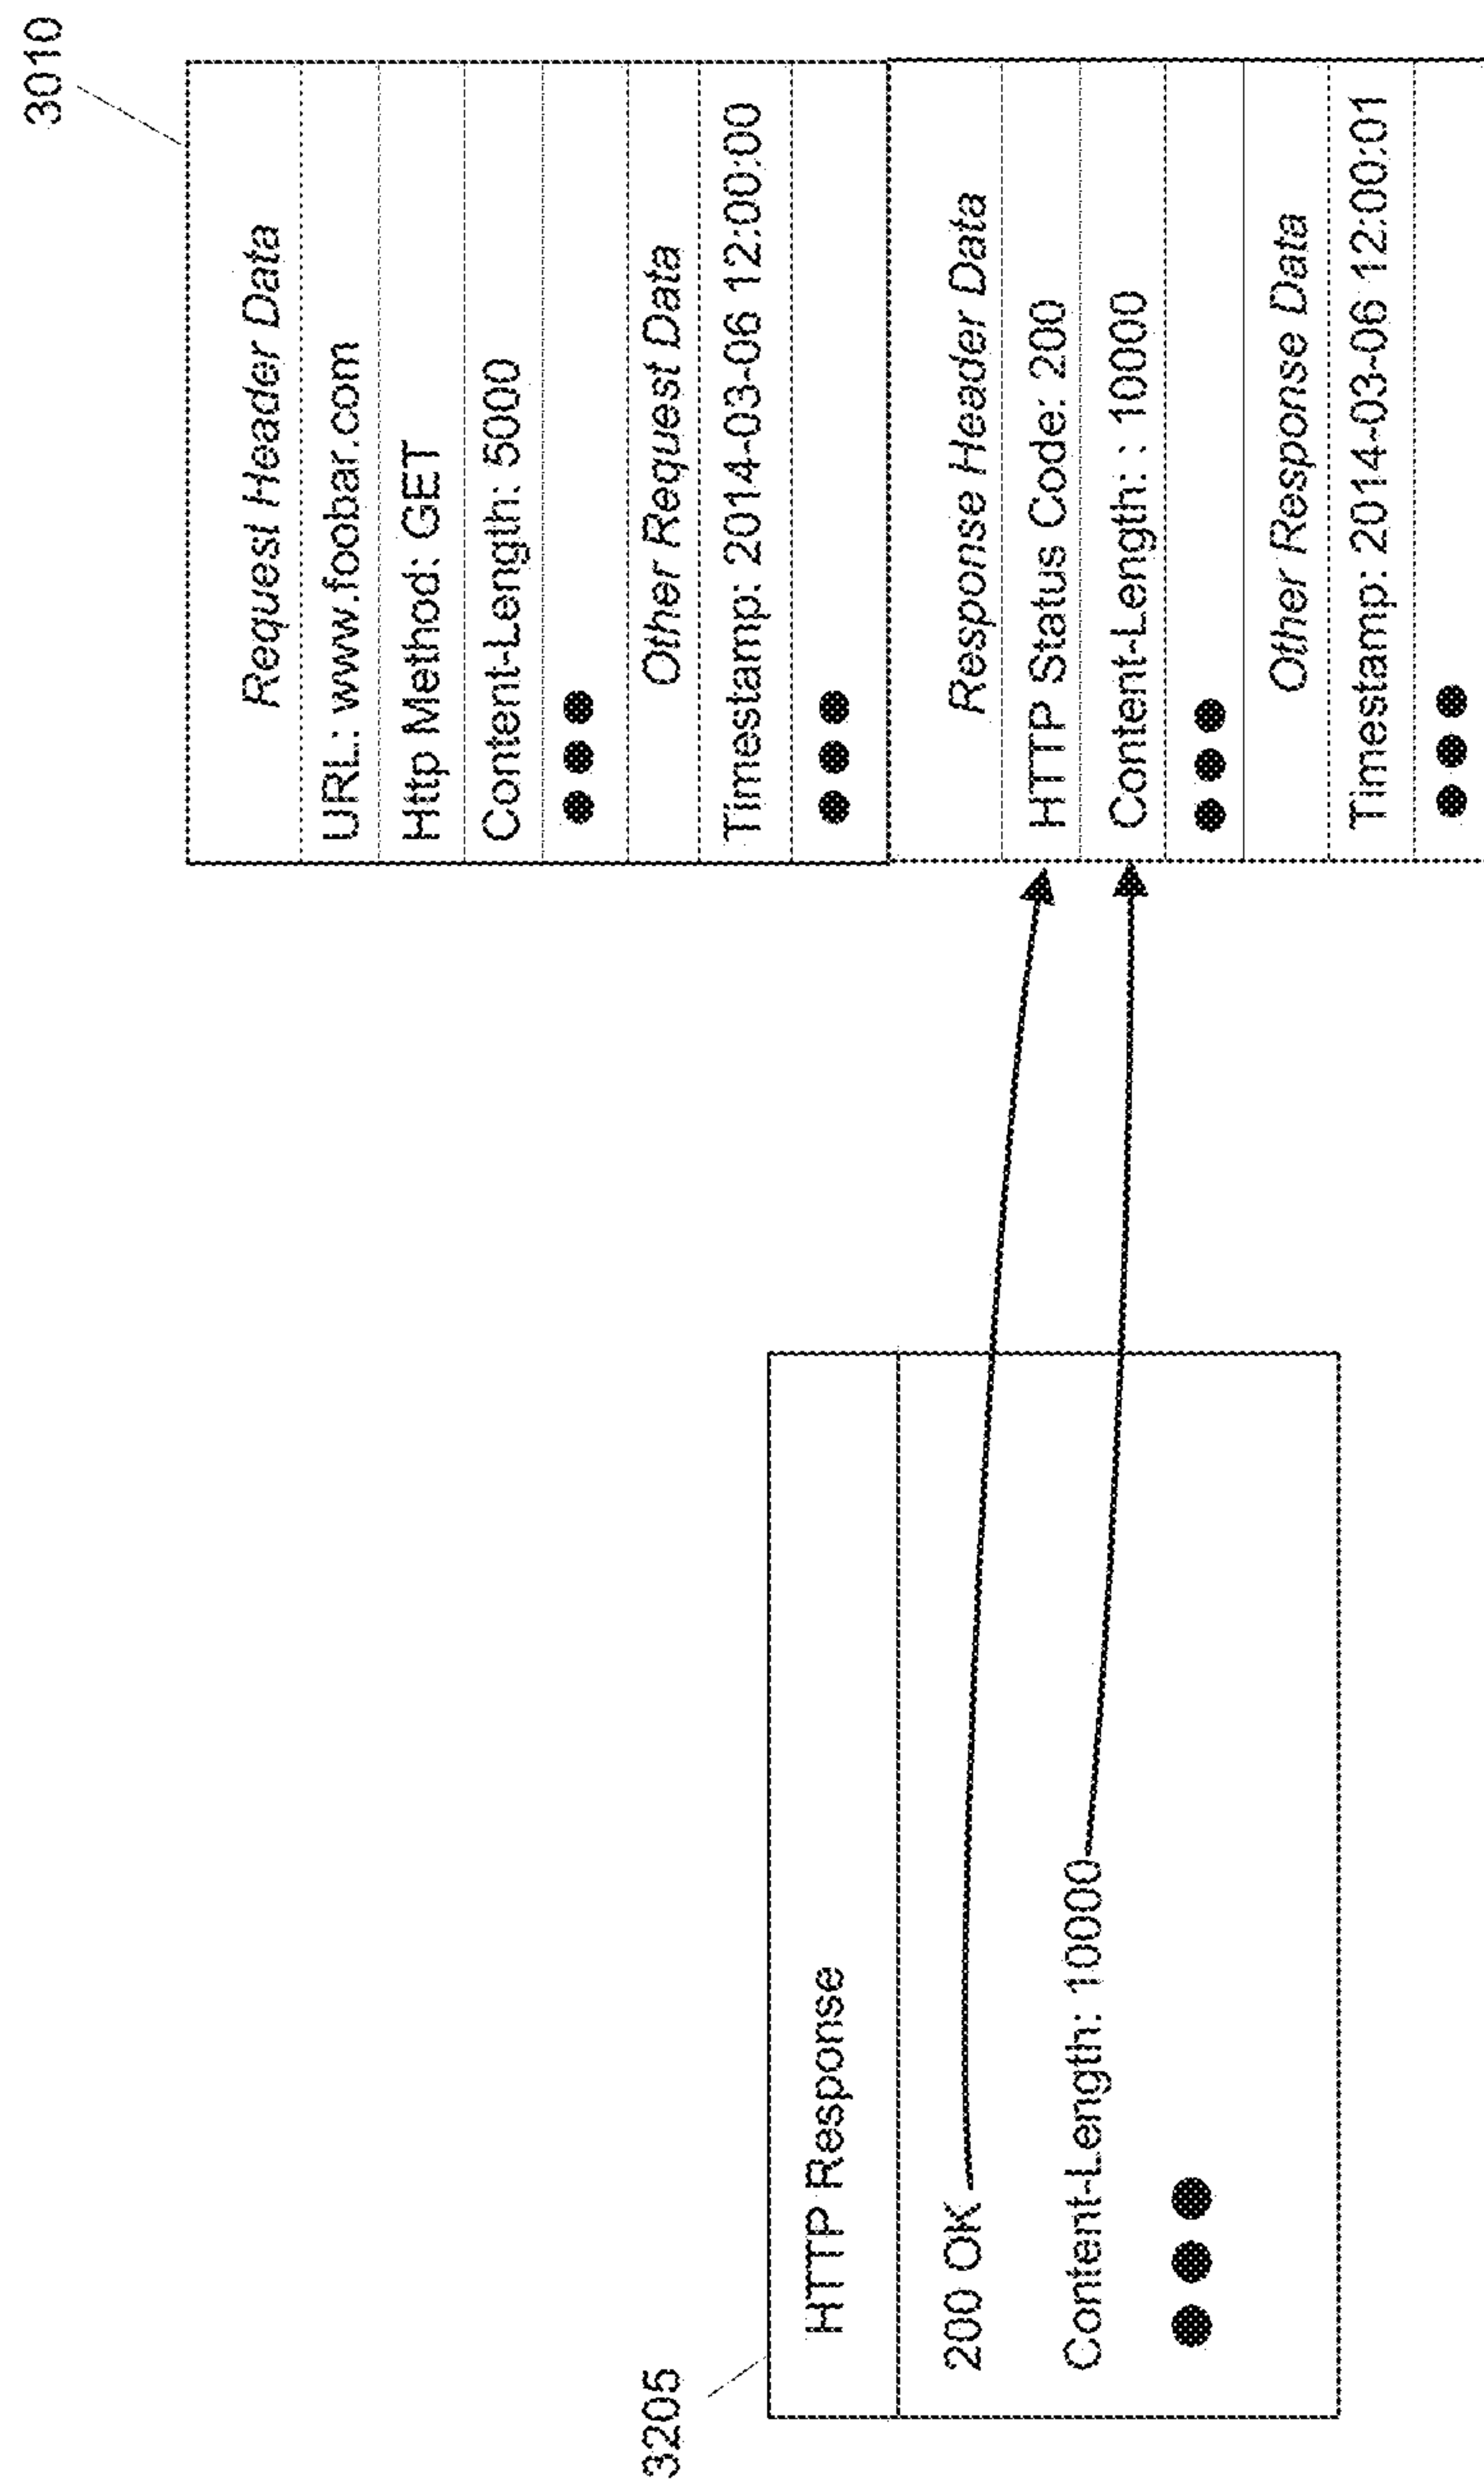 3010
Request Header Data
URL: www.foobar.com
Http Method: GET
Content-Length: 5000
Other Request Data
Timestamp: 2014-03-06 12:00:00
Response Header Data
HTTP Status Code: 200
Content-Length: : 10000
Other Response Data
Timestamp: 2014-03-06 12:00:01
3205
HTTP Response
200 OK
Content-Length: 10000